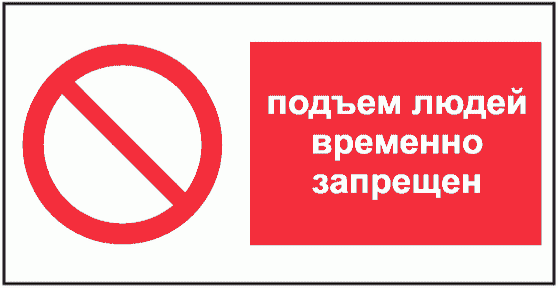 подъем людей
временно
запрещен